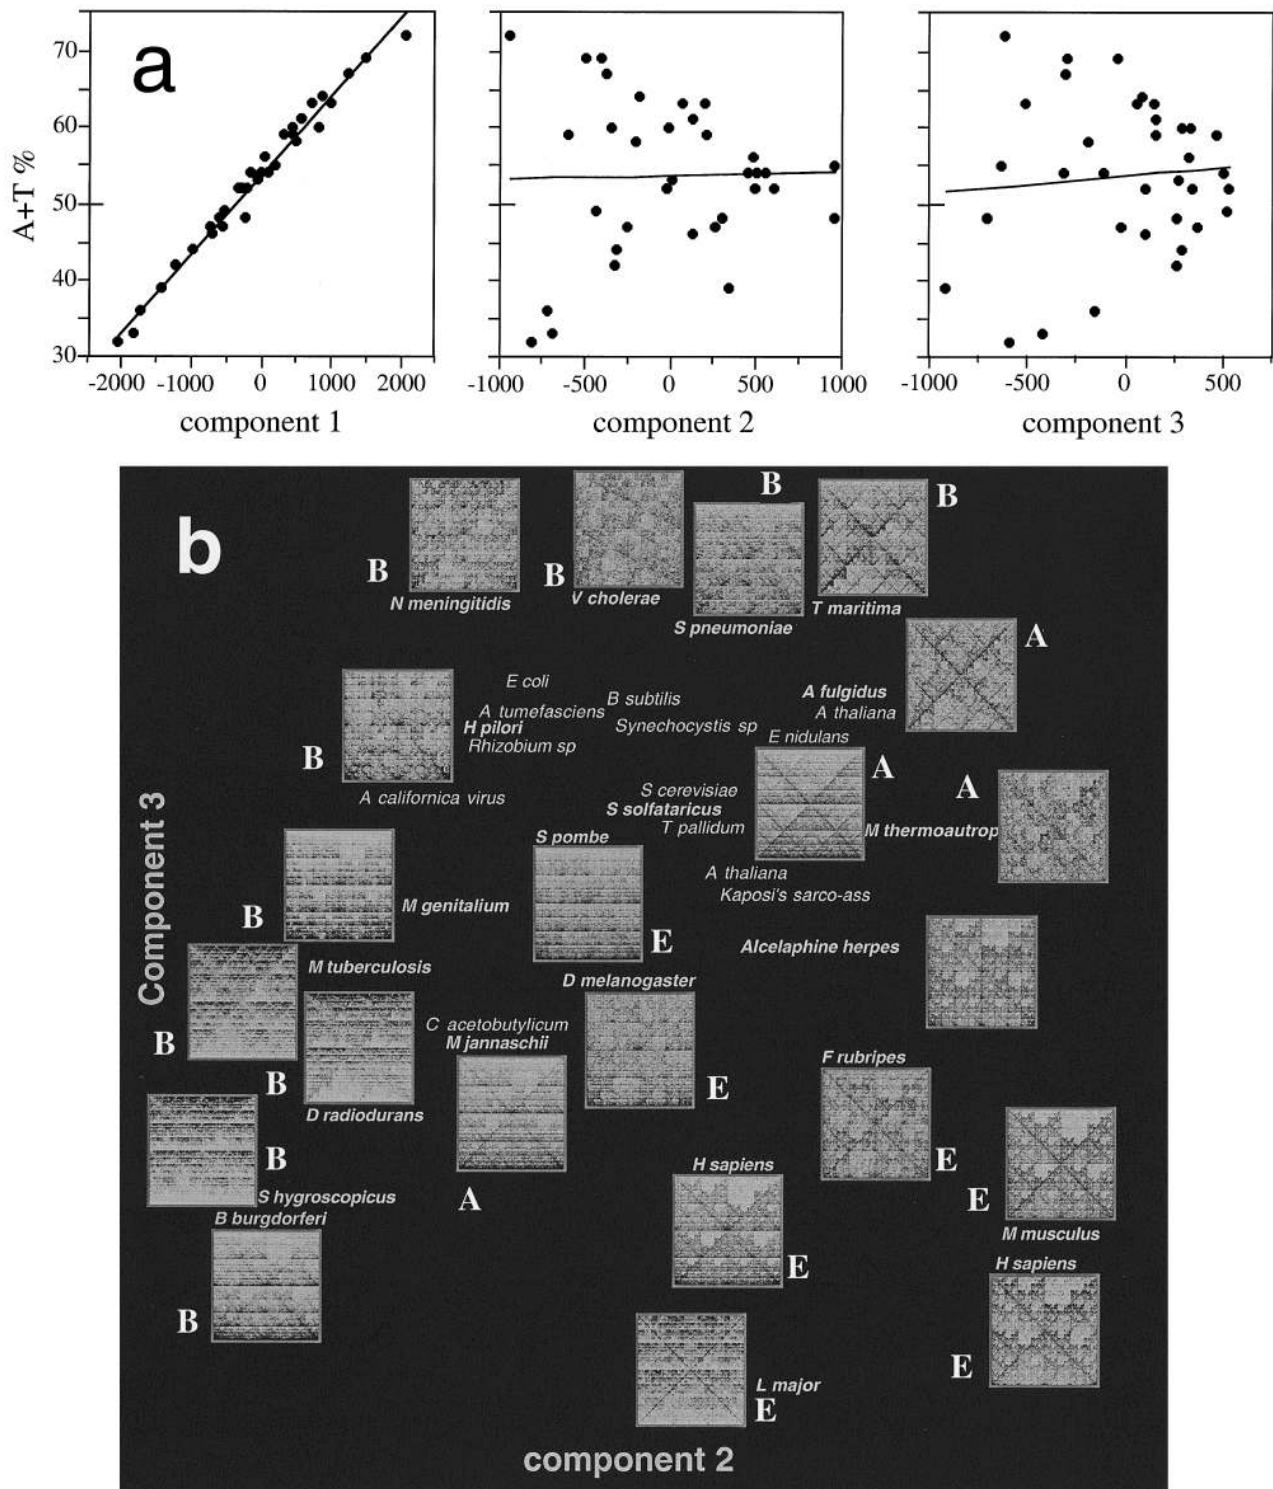 a
A+T %
70
60
50
40
30
-2000 -1000 0 1000 2000
component 1
-1000 -500 0 500 1000
component 2
-1000 -500 0 500
component 3
b
B
N meningitidis
B
V cholerae
B
S pneumoniae
B
T maritima
A
A fulgidus
A thaliana
E coli
B subtilis
A tumefasciens
Synechocystis sp
H pilori
Rhizobium sp
B
E nidulans
A
A californica virus
S cerevisiae
S solfataricus
T pallidum
A
M thermoautrop
S pombe
A thaliana
Kaposi's sarco-ass
B
M genitalium
E
Alcelaphine herpes
M tuberculosis
D melanogaster
B
C acetobutylicum
M jannaschii
B
D radiodurans
E
F rubripes
B
S hygroscopicus
B burgdorferi
A
H sapiens
E
E
M musculus
H sapiens
E
B
E
L major
E
Component 3
component 2